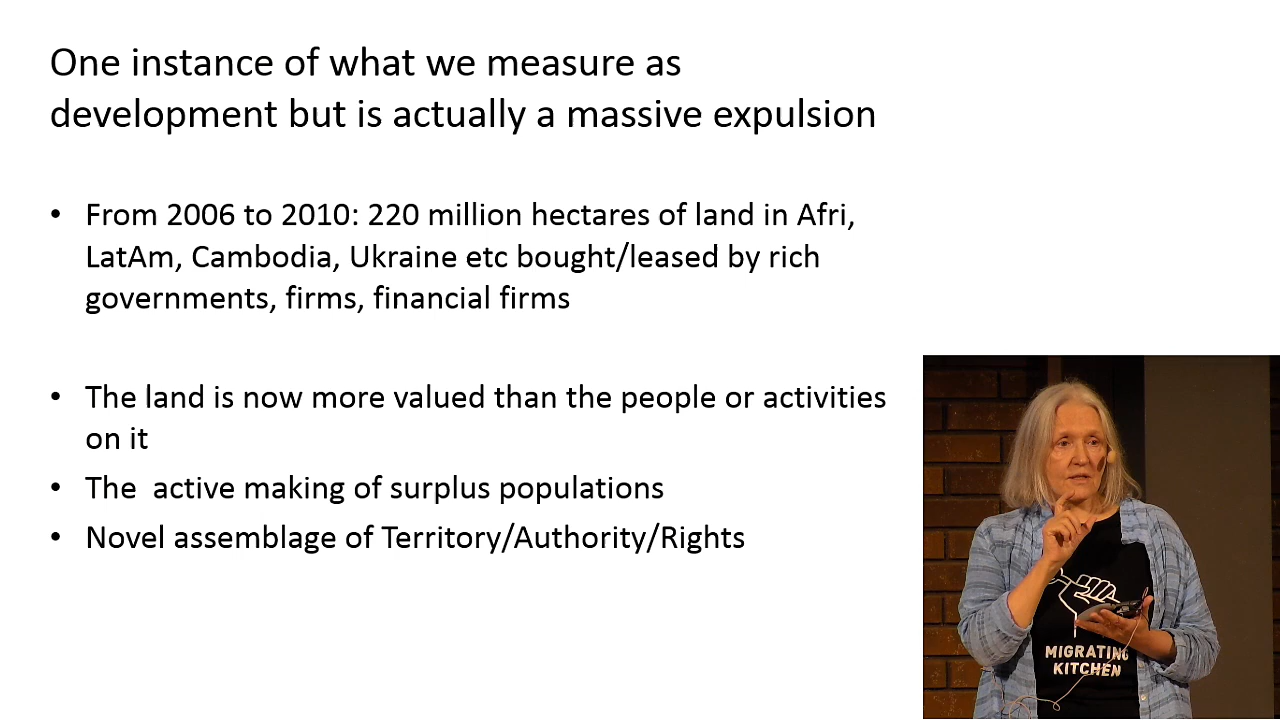 One instance of what we measure as
development but is actually a massive expulsion
• From 2006 to 2010: 220 million hectares of land in Afri,
LatAm, Cambodia, Ukraine etc bought/leased by rich
governments, firms, financial firms
• The land is now more valued than the people or activities
on it
• The  active making of surplus populations
• Novel assemblage of Territory/Authority/Rights
MIGRATING
KITCHEN